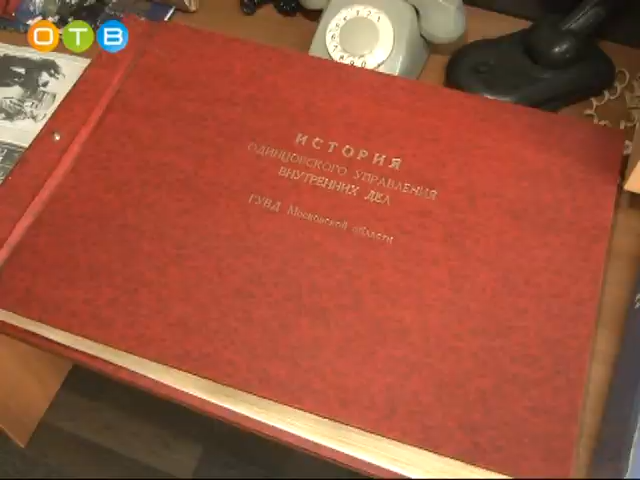 ОТВ
ИСТОРИЯ
ОДИНЦОВСКОГО УПРАВЛЕНИЯ
ВНУТРЕННИХ ДЕЛ
ГУВД Московской области